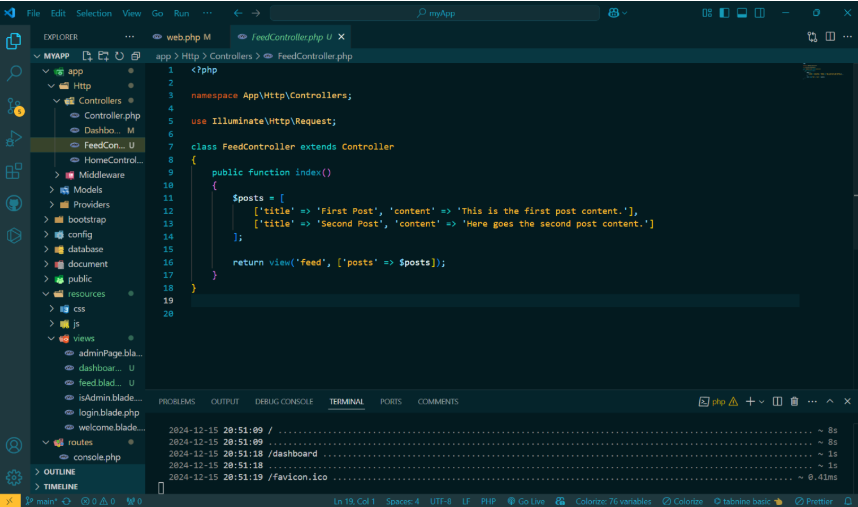 File Edit Selection View Go Run ··· myApp
EXPLORER ···
web.php M FeedController.php U
MYAPP
app > Http > Controllers > FeedController.php
app
Http
Controllers
Controller.php
Dashbo... M
FeedCon... U
HomeControl...
Middleware
Models
Providers
bootstrap
config
database
document
public
resources
css
js
views
adminPage.bla...
dashboar... U
feed.blad... U
isAdmin.blade....
login.blade.php
welcome.blade....
routes
console.php
OUTLINE
TIMELINE
1 <?php
2
3 namespace App\Http\Controllers;
4
5 use Illuminate\Http\Request;
6
7 class FeedController extends Controller
8 {
9 public function index()
10 {
11 $posts = [
12 ['title' => 'First Post', 'content' => 'This is the first post content.'],
13 ['title' => 'Second Post', 'content' => 'Here goes the second post content.']
14 ];
15
16 return view('feed', ['posts' => $posts]);
17 }
18 }
19
20
PROBLEMS OUTPUT DEBUG CONSOLE TERMINAL PORTS COMMENTS php
2024-12-15 20:51:09 / ~ 8s
2024-12-15 20:51:09 ~ 8s
2024-12-15 20:51:18 /dashboard ~ 1s
2024-12-15 20:51:18 ~ 1s
2024-12-15 20:51:19 /favicon.ico ~ 0.41ms
5
main* 0 0 0 Ln 19, Col 1 Spaces: 4 UTF-8 LF PHP Go Live Colorize: 76 variables Colorize tabnine basic Prettier